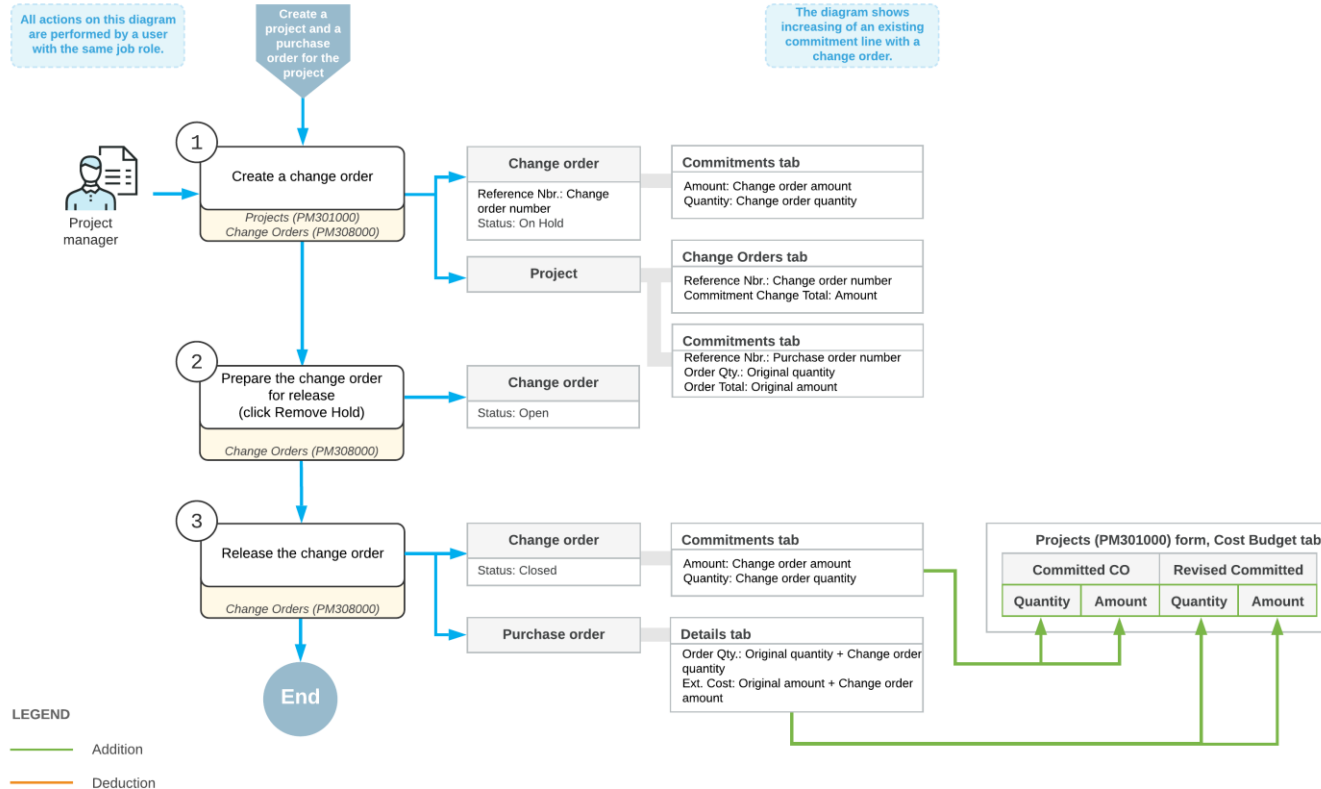 All actions on this diagram
are performed by a user
with the same job role.
Create a
project and a
purchase
order for the
project
The diagram shows
increasing of an existing
commitment line with a
change order.
Project
manager
1
Create a change order
Projects (PM301000)
Change Orders (PM308000)
Change order
Reference Nbr.: Change
order number
Status: On Hold
Commitments tab
Amount: Change order amount
Quantity: Change order quantity
Project
Change Orders tab
Reference Nbr.: Change order number
Commitment Change Total: Amount
Commitments tab
Reference Nbr.: Purchase order number
Order Qty.: Original quantity
Order Total: Original amount
2
Prepare the change order
for release
(click Remove Hold)
Change Orders (PM308000)
Change order
Status: Open
3
Release the change order
Change Orders (PM308000)
Change order
Status: Closed
Commitments tab
Amount: Change order amount
Quantity: Change order quantity
Purchase order
Details tab
Order Qty.: Original quantity + Change order
quantity
Ext. Cost: Original amount + Change order
amount
Projects (PM301000) form, Cost Budget tab
Committed CO Revised Committed
Quantity Amount Quantity Amount
End
LEGEND
Addition
Deduction